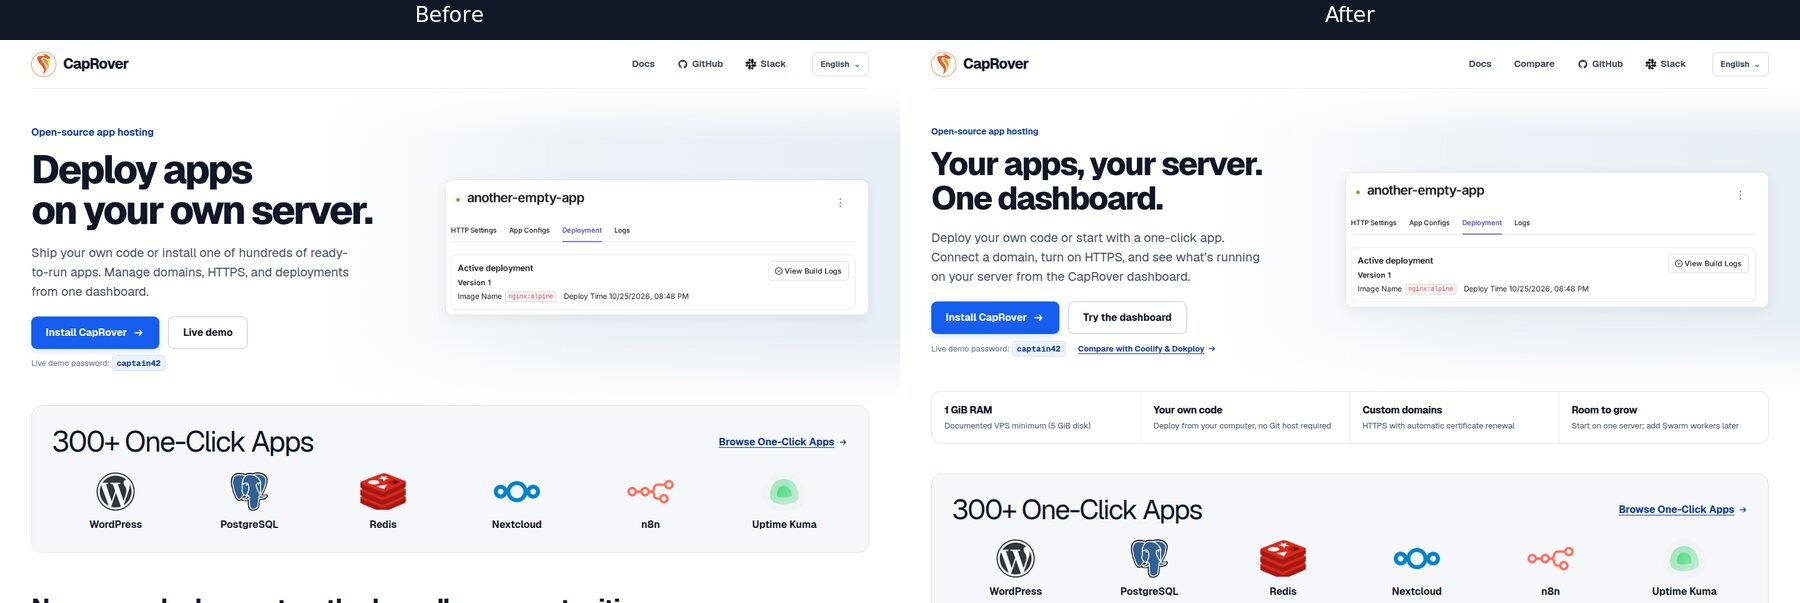 Before
CapRover
Docs GitHub Slack English
Open-source app hosting
Deploy apps
on your own server.
Ship your own code or install one of hundreds of ready-
to-run apps. Manage domains, HTTPS, and deployments
from one dashboard.
Install CapRover → Live demo
Live demo password: captain42
another-empty-app
HTTP Settings App Configs Deployment Logs
Active deployment
View Build Logs
Version 1
Image Name nginx:alpine Deploy Time 10/25/2026, 08:48 PM
300+ One-Click Apps
Browse One-Click Apps →
WordPress PostgreSQL Redis Nextcloud n8n Uptime Kuma
After
CapRover
Docs Compare GitHub Slack English
Open-source app hosting
Your apps, your server.
One dashboard.
Deploy your own code or start with a one-click app.
Connect a domain, turn on HTTPS, and see what's running
on your server from the CapRover dashboard.
Install CapRover → Try the dashboard
Live demo password: captain42 Compare with Coolify & Dokploy →
another-empty-app
HTTP Settings App Configs Deployment Logs
Active deployment
View Build Logs
Version 1
Image Name nginx:alpine Deploy Time 10/25/2026, 08:48 PM
1 GiB RAM
Documented VPS minimum (5 GiB disk)
Your own code
Deploy from your computer, no Git host required
Custom domains
HTTPS with automatic certificate renewal
Room to grow
Start on one server; add Swarm workers later
300+ One-Click Apps
Browse One-Click Apps →
WordPress PostgreSQL Redis Nextcloud n8n Uptime Kuma